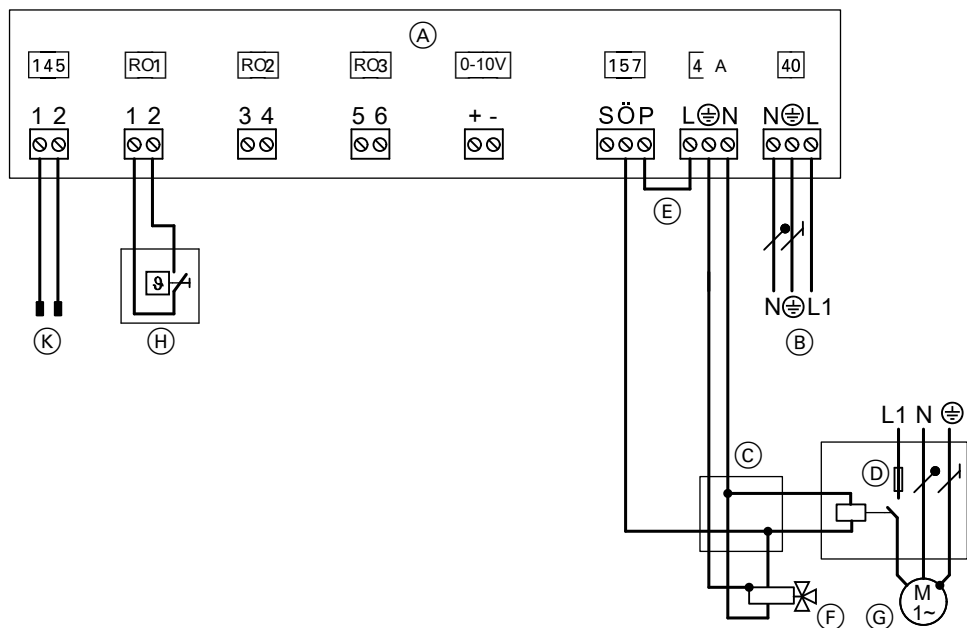 A
145 RO1 RO2 RO3 0-10V 157 4 A 40
1 2 1 2 3 4 5 6 + - S Ö P L N N L
E
N L1
K H B
L1 N
C
D
ϑ
M
1~
F G